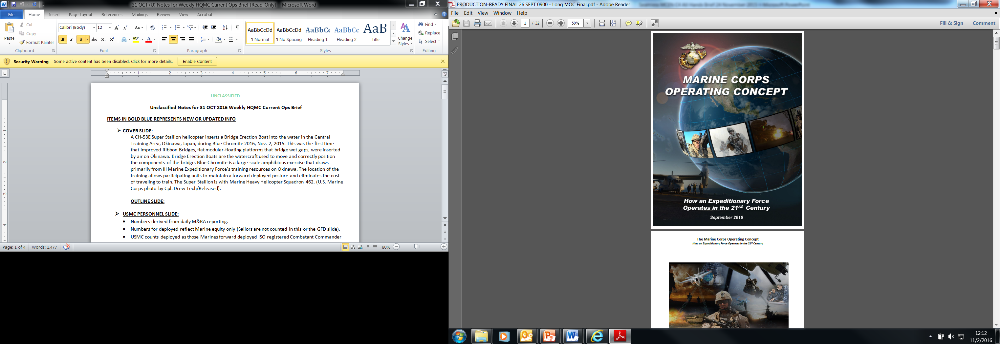 31 OCT (U) Notes for Weekly HQMC Current Ops Brief [Read-Only] - Microsoft Word
File Home Insert Page Layout References Mailings Review View Acrobat
Paste
Cut
Copy
Format Painter
Clipboard
Calibri (Body) 12
Font
Paragraph
AaBbCcDd AaBbCcDd AaBbCc AaBbCc AaB
¶ Normal ¶ No Spacing Heading 1 Heading 2 Title
Styles
Change Styles
Find
Replace
Select
Editing
Security Warning Some active content has been disabled. Click for more details. Enable Content
1 2 3 4 5 6 7
UNCLASSIFIED
Unclassified Notes for 31 OCT 2016 Weekly HQMC Current Ops Brief
ITEMS IN BOLD BLUE REPRESENTS NEW OR UPDATED INFO
COVER SLIDE:
A CH-53E Super Stallion helicopter inserts a Bridge Erection Boat into the water in the Central
Training Area, Okinawa, Japan, during Blue Chromite 2016, Nov. 2, 2015. This was the first time
that Improved Ribbon Bridges, flat modular-floating platforms that bridge wet gaps, were inserted
by air on Okinawa. Bridge Erection Boats are the watercraft used to move and correctly position
the components of the bridge. Blue Chromite is a large-scale amphibious exercise that draws
primarily from III Marine Expeditionary Force's training resources on Okinawa. The location of the
training allows participating units to maintain a forward-deployed posture and eliminates the cost
of traveling to train. The Super Stallion is with Marine Heavy Helicopter Squadron 462. (U.S. Marine
Corps photo by Cpl. Drew Tech/Released).
OUTLINE SLIDE:
USMC PERSONNEL SLIDE:
• Numbers derived from daily M&RA reporting.
• Numbers for deployed reflect Marine equity only (Sailors are not counted in this or the GFD slide).
• USMC counts deployed as those Marines forward deployed ISO registered Combatant Commander
Page: 1 of 4 Words: 1,477 80%
PRODUCTION-READY FINAL 26 SEPT 0900 - Long MOC Final.pdf - Adobe Reader
File Edit View Window Help
1 / 32 50% Fill & Sign Comment
MARINE CORPS
OPERATING CONCEPT
How an Expeditionary Force
Operates in the 21st Century
September 2016
The Marine Corps Operating Concept
How an Expeditionary Force Operates in the 21st Century
12:12
11/2/2016